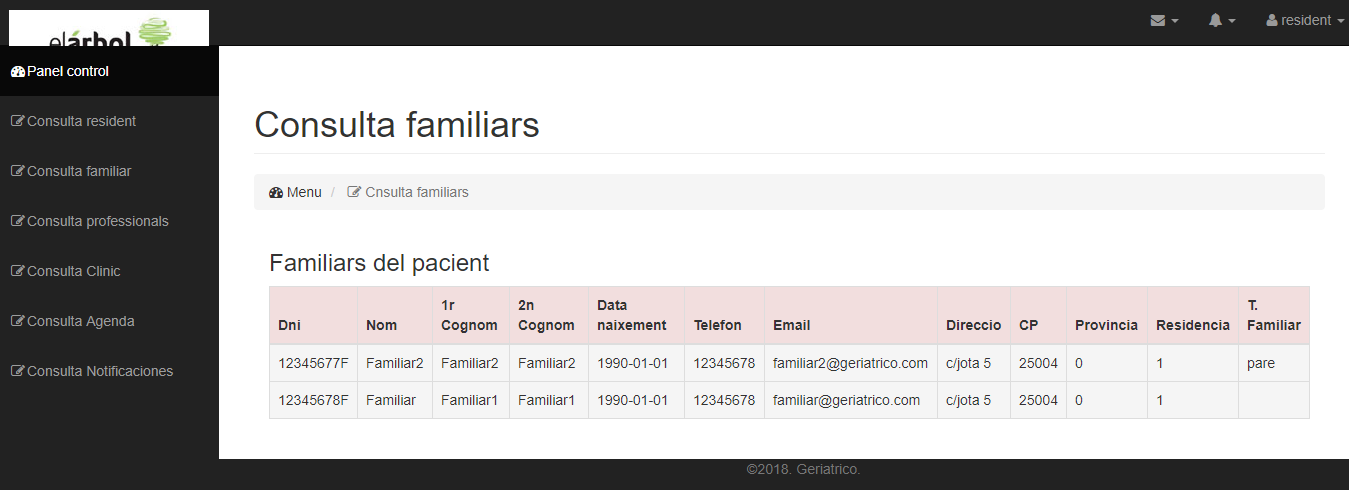 elárbol
resident
Panel control
Consulta resident
Consulta familiar
Consulta professionals
Consulta Clinic
Consulta Agenda
Consulta Notificaciones
Consulta familiars
Menu / Cnsulta familiars
Familiars del pacient
Dni Nom 1r Cognom 2n Cognom Data naixement Telefon Email Direccio CP Provincia Residencia T. Familiar
12345677F Familiar2 Familiar2 Familiar2 1990-01-01 12345678 familiar2@geriatrico.com c/jota 5 25004 0 1 pare
12345678F Familiar Familiar1 Familiar1 1990-01-01 12345678 familiar@geriatrico.com c/jota 5 25004 0 1
©2018. Geriatrico.